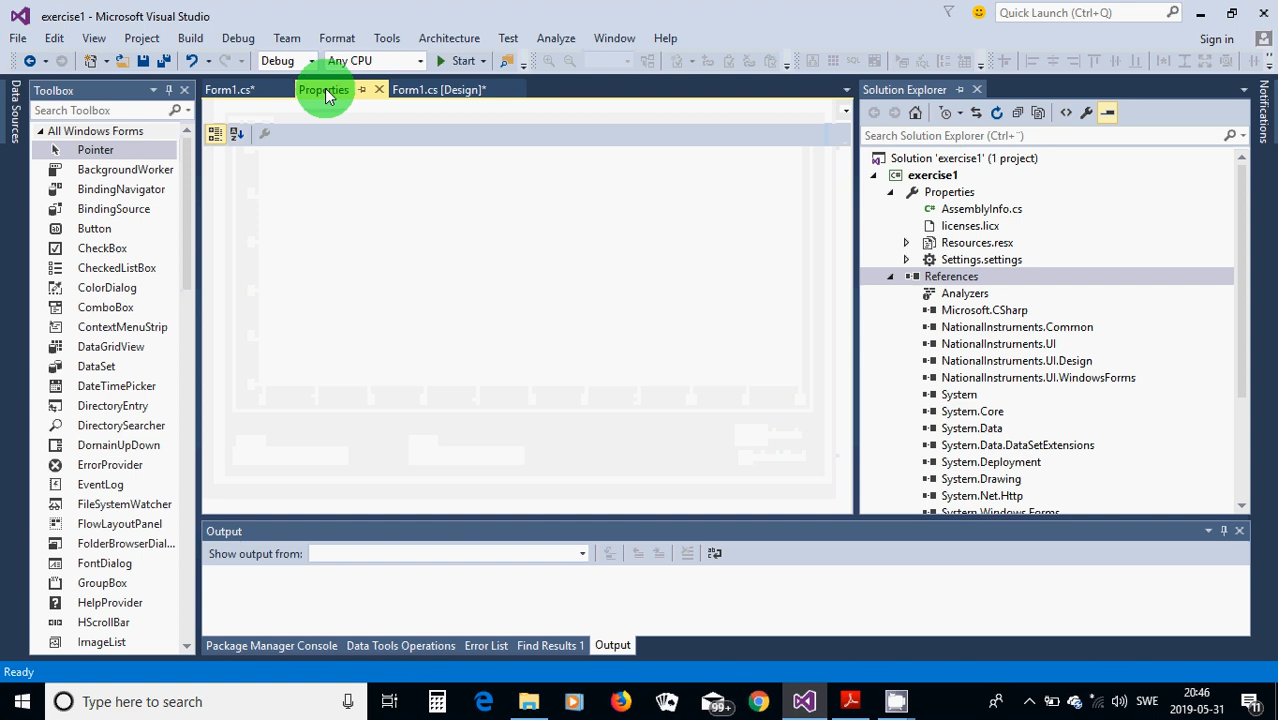 exercise1 - Microsoft Visual Studio
Quick Launch (Ctrl+Q)
File Edit View Project Build Debug Team Format Tools Architecture Test Analyze Window Help
Sign in
Debug Any CPU Start
Data Sources
Toolbox
Search Toolbox
All Windows Forms
Pointer
BackgroundWorker
BindingNavigator
BindingSource
Button
CheckBox
CheckedListBox
ColorDialog
ComboBox
ContextMenuStrip
DataGridView
DataSet
DateTimePicker
DirectoryEntry
DirectorySearcher
DomainUpDown
ErrorProvider
EventLog
FileSystemWatcher
FlowLayoutPanel
FolderBrowserDial...
FontDialog
GroupBox
HelpProvider
HScrollBar
ImageList
Form1.cs* Properties Form1.cs [Design]*
Output
Show output from:
Package Manager Console Data Tools Operations Error List Find Results 1 Output
Solution Explorer
Search Solution Explorer (Ctrl+¨)
Solution 'exercise1' (1 project)
C# exercise1
Properties
C# AssemblyInfo.cs
licenses.licx
Resources.resx
Settings.settings
References
Analyzers
Microsoft.CSharp
NationalInstruments.Common
NationalInstruments.UI
NationalInstruments.UI.Design
NationalInstruments.UI.WindowsForms
System
System.Core
System.Data
System.Data.DataSetExtensions
System.Deployment
System.Drawing
System.Net.Http
System.Windows.Forms
Notifications
Ready
Type here to search
99+
SWE
20:46
2019-05-31
11